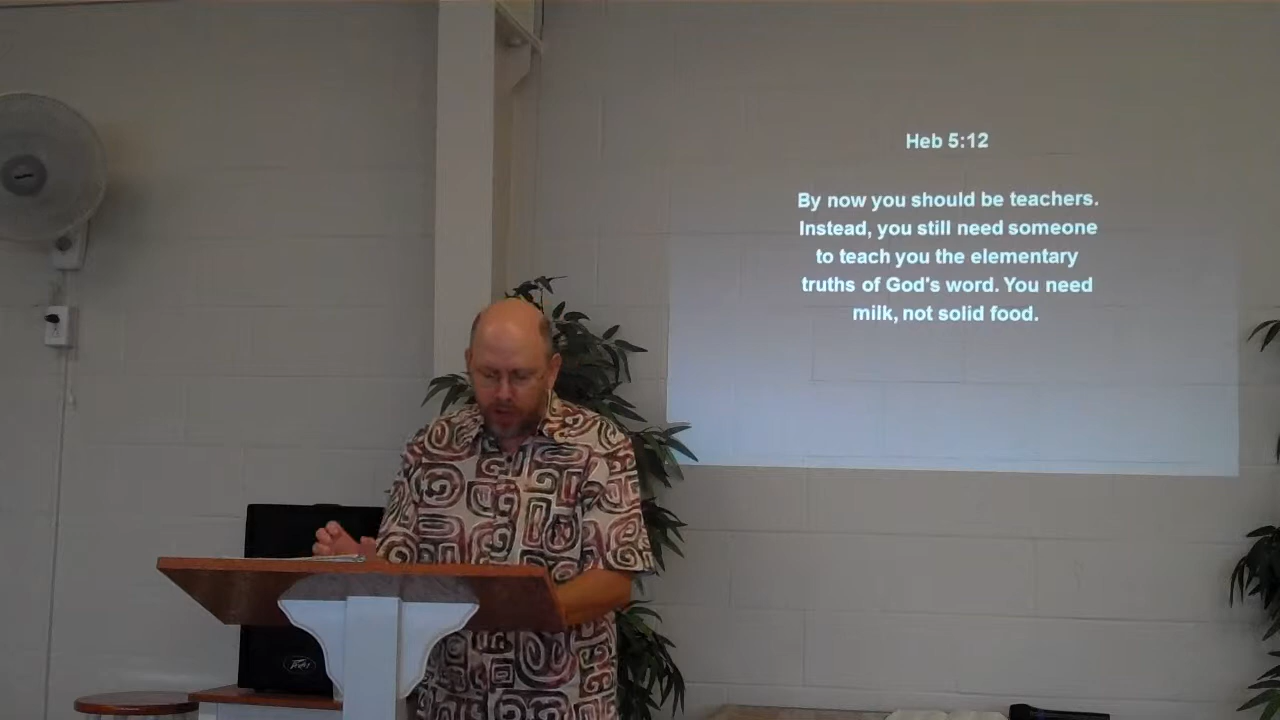 Heb 5:12
By now you should be teachers.
Instead, you still need someone
to teach you the elementary
truths of God's word. You need
milk, not solid food.
Peavey